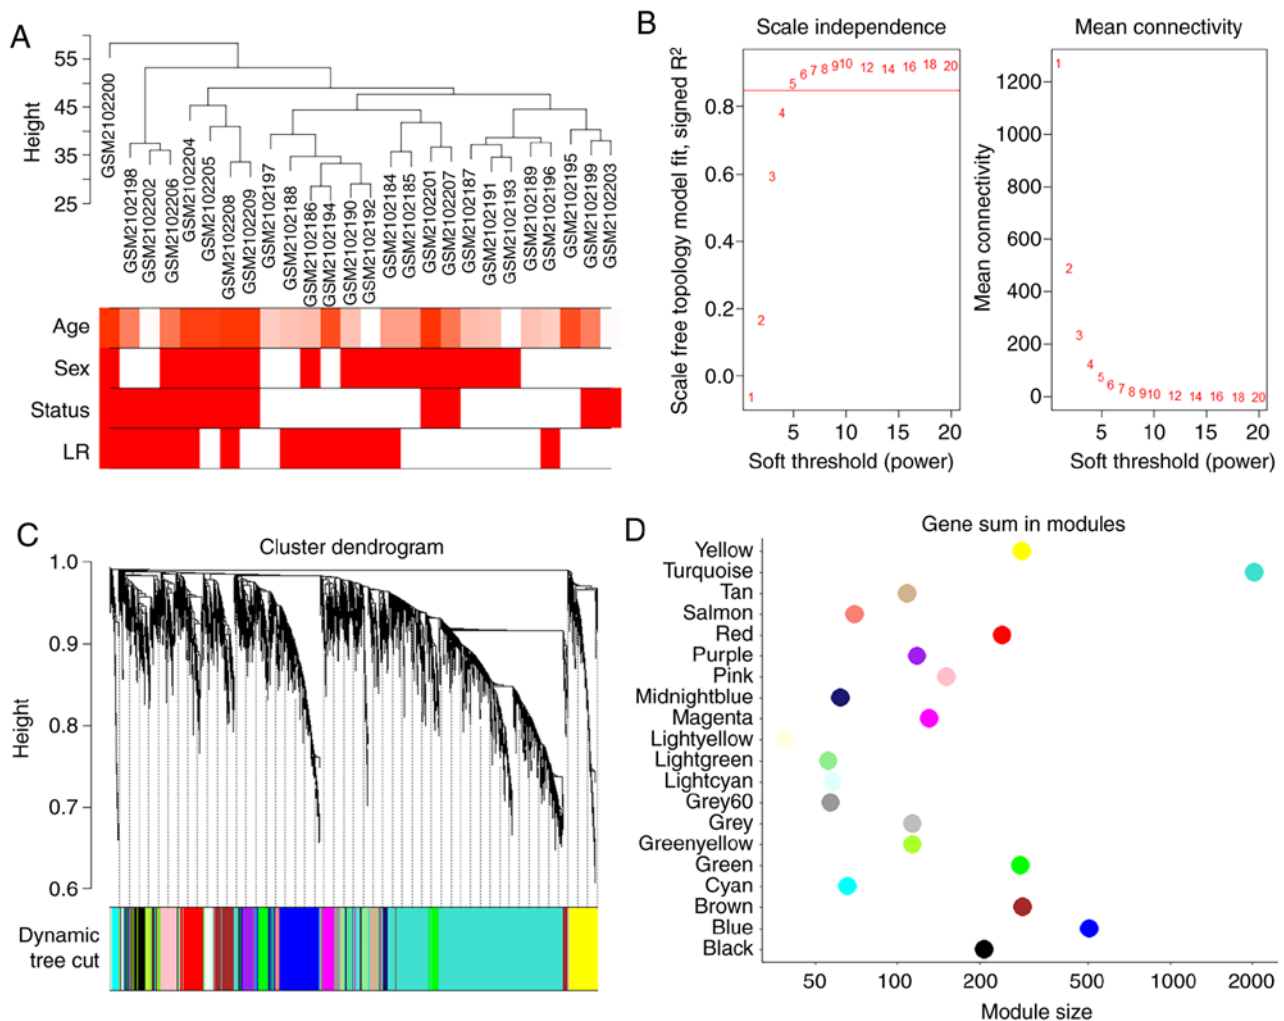 A
Height
55
45
35
25
GSM2102200
GSM2102198
GSM2102202
GSM2102206
GSM2102204
GSM2102205
GSM2102208
GSM2102209
GSM2102197
GSM2102188
GSM2102186
GSM2102194
GSM2102190
GSM2102192
GSM2102184
GSM2102185
GSM2102201
GSM2102207
GSM2102187
GSM2102191
GSM2102193
GSM2102189
GSM2102196
GSM2102195
GSM2102199
GSM2102203
Age
Sex
Status
LR
B
Scale independence
Scale free topology model fit, signed R²
0.8
0.6
0.4
0.2
0.0
1
2
3
4
5
6
7
8
9
10
12
14
16
18
20
5
10
15
20
Soft threshold (power)
Mean connectivity
Mean connectivity
1200
1000
800
600
400
200
0
1
2
3
4
5
6
7
8
9
10
12
14
16
18
20
5
10
15
20
Soft threshold (power)
C
Cluster dendrogram
Height
1.0
0.9
0.8
0.7
0.6
Dynamic
tree cut
D
Gene sum in modules
Yellow
Turquoise
Tan
Salmon
Red
Purple
Pink
Midnightblue
Magenta
Lightyellow
Lightgreen
Lightcyan
Grey60
Grey
Greenyellow
Green
Cyan
Brown
Blue
Black
50
100
200
500
1000
2000
Module size